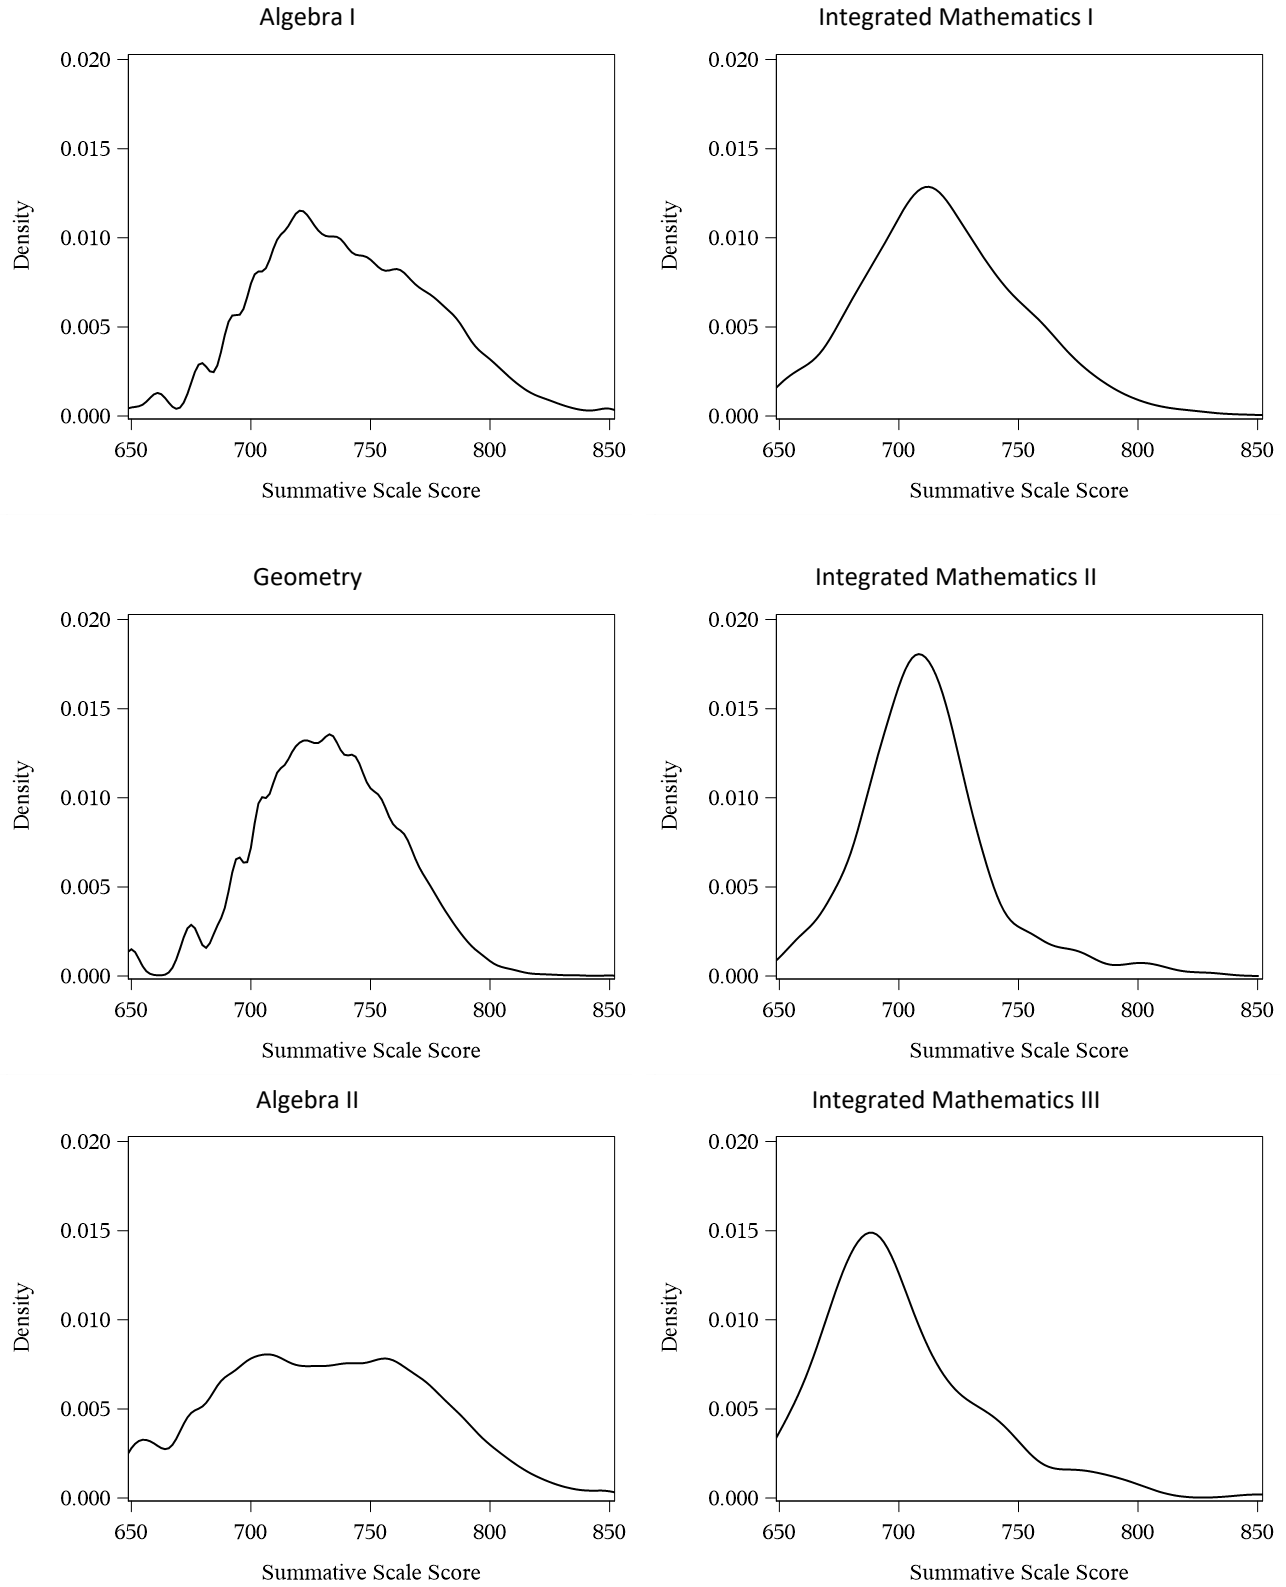 Algebra I
0.020
0.015
0.010
0.005
0.000
Density
650 700 750 800 850
Summative Scale Score
Integrated Mathematics I
0.020
0.015
0.010
0.005
0.000
Density
650 700 750 800 850
Summative Scale Score
Geometry
0.020
0.015
0.010
0.005
0.000
Density
650 700 750 800 850
Summative Scale Score
Integrated Mathematics II
0.020
0.015
0.010
0.005
0.000
Density
650 700 750 800 850
Summative Scale Score
Algebra II
0.020
0.015
0.010
0.005
0.000
Density
650 700 750 800 850
Summative Scale Score
Integrated Mathematics III
0.020
0.015
0.010
0.005
0.000
Density
650 700 750 800 850
Summative Scale Score